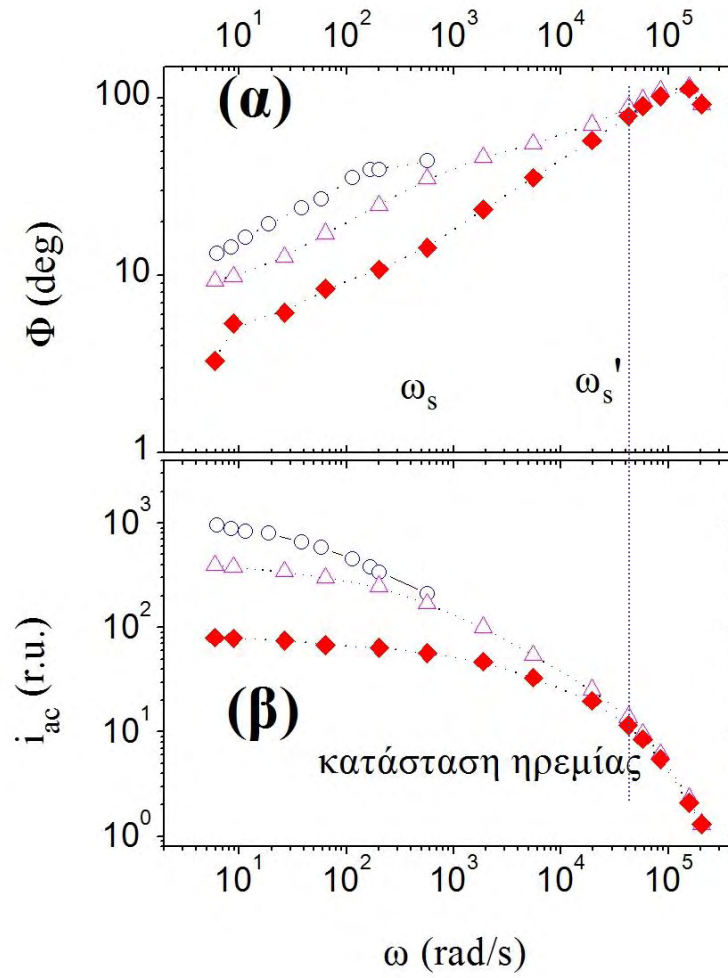 10¹ 10² 10³ 10⁴ 10⁵
100
(α)
10
Φ (deg)
ωₛ
ωₛ'
1
10³
10²
iₐ꜀ (r.u.)
(β)
10¹
κατάσταση ηρεμίας
10⁰
10¹ 10² 10³ 10⁴ 10⁵
ω (rad/s)